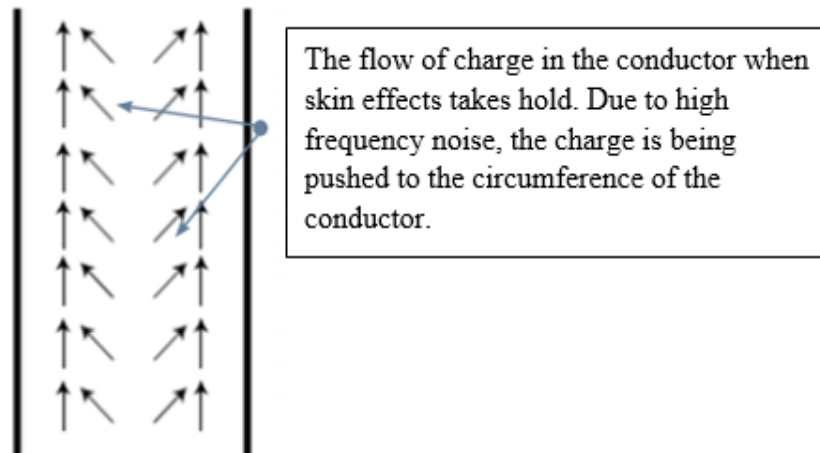 The flow of charge in the conductor when
skin effects takes hold. Due to high
frequency noise, the charge is being
pushed to the circumference of the
conductor.